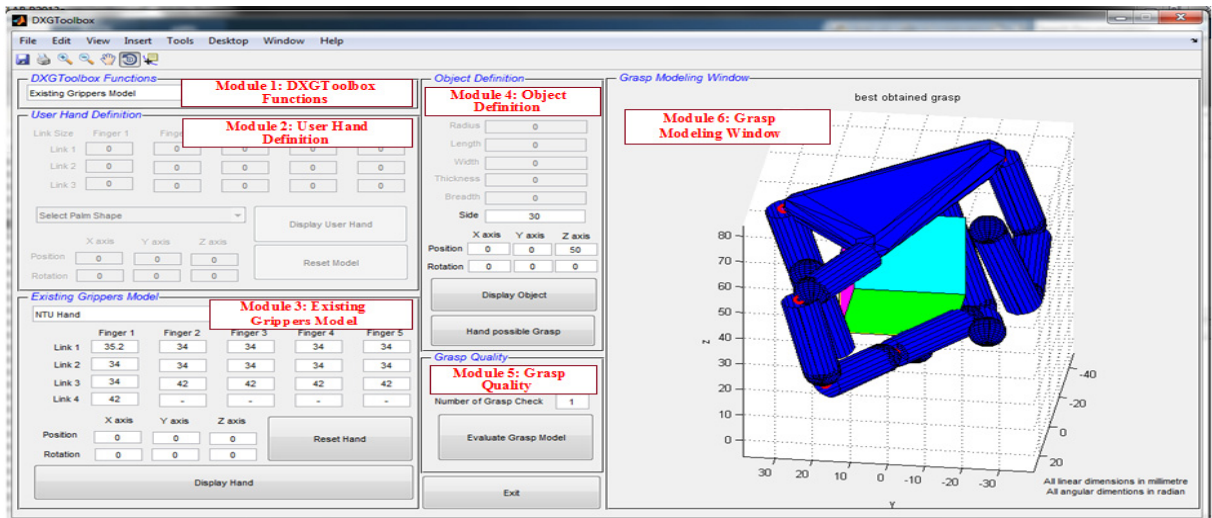 DXGToolbox
File Edit View Insert Tools Desktop Window Help
DXGToolbox Functions
Existing Grippers Model
Module 1: DXGToolbox
Functions
User Hand Definition
Module 2: User Hand
Definition
Link Size Finger 1
Link 1 0 0 0 0 0
Link 2 0 0 0 0 0
Link 3 0 0 0 0 0
Select Palm Shape
Display User Hand
X axis Y axis Z axis
Position 0 0 0
Rotation 0 0 0
Reset Model
Existing Grippers Model
NTU Hand
Module 3: Existing
Grippers Model
Finger 1 Finger 2 Finger 3 Finger 4 Finger 5
Link 1 35.2 34 34 34 34
Link 2 34 34 34 34 34
Link 3 34 42 42 42 42
Link 4 42 - - - -
X axis Y axis Z axis
Position 0 0 0
Rotation 0 0 0
Reset Hand
Display Hand
Object Definition
Module 4: Object
Definition
Radius 0
Length 0
Width 0
Thickness 0
Breadth 0
Side 30
X axis Y axis Z axis
Position 0 0 50
Rotation 0 0 0
Display Object
Hand possible Grasp
Grasp Quality
Module 5: Grasp
Quality
Number of Grasp Check 1
Evaluate Grasp Model
Exit
Grasp Modeling Window
best obtained grasp
Module 6: Grasp
Modeling Window
80
70
60
50
40
30
20
10
0
z
30 20 10 0 -10 -20 -30
Y
-40
-20
0
20
All linear dimensions in millimetre
All angular dimentions in radian